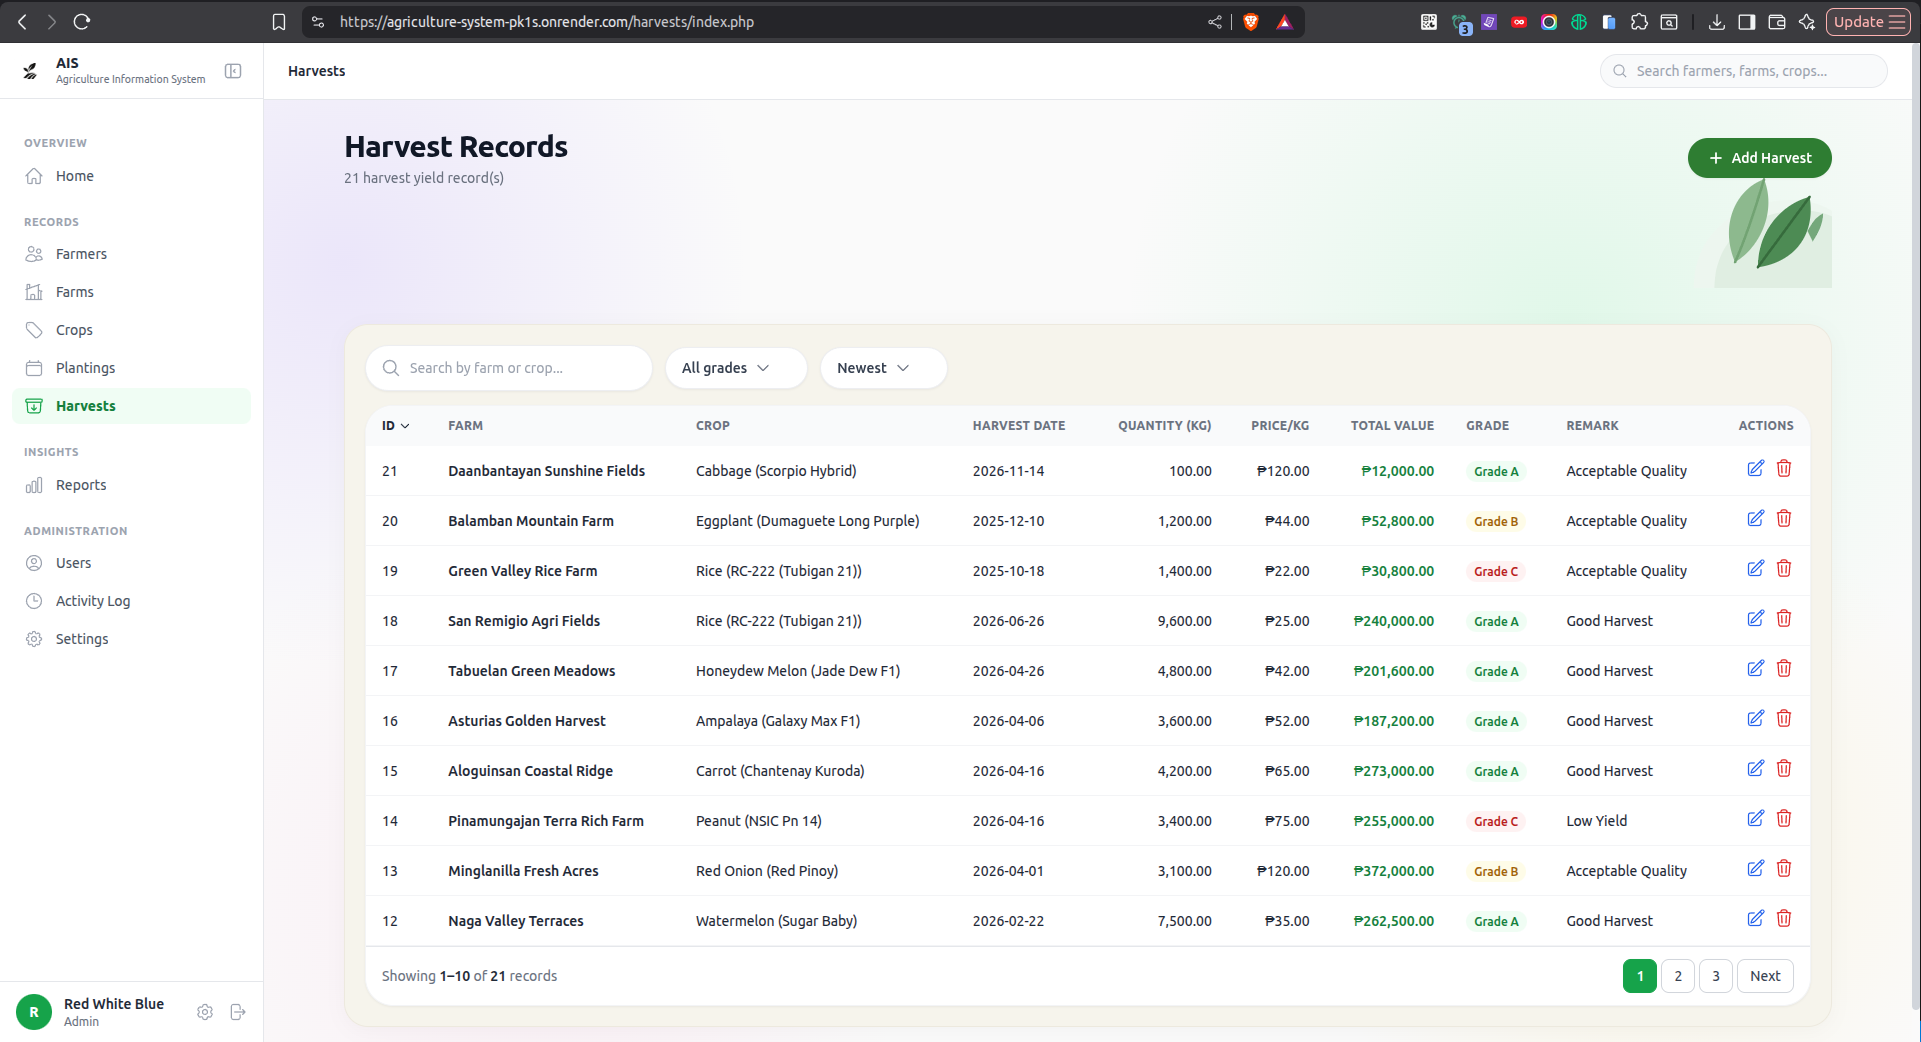 https://agriculture-system-pk1s.onrender.com/harvests/index.php
3
Update
AIS
Agriculture Information System
Harvests
Search farmers, farms, crops...
OVERVIEW
Home
RECORDS
Farmers
Farms
Crops
Plantings
Harvests
INSIGHTS
Reports
ADMINISTRATION
Users
Activity Log
Settings
R
Red White Blue
Admin
Harvest Records
21 harvest yield record(s)
+ Add Harvest
Search by farm or crop...
All grades
Newest
ID FARM CROP HARVEST DATE QUANTITY (KG) PRICE/KG TOTAL VALUE GRADE REMARK ACTIONS
21 Daanbantayan Sunshine Fields Cabbage (Scorpio Hybrid) 2026-11-14 100.00 ₱120.00 ₱12,000.00 Grade A Acceptable Quality
20 Balamban Mountain Farm Eggplant (Dumaguete Long Purple) 2025-12-10 1,200.00 ₱44.00 ₱52,800.00 Grade B Acceptable Quality
19 Green Valley Rice Farm Rice (RC-222 (Tubigan 21)) 2025-10-18 1,400.00 ₱22.00 ₱30,800.00 Grade C Acceptable Quality
18 San Remigio Agri Fields Rice (RC-222 (Tubigan 21)) 2026-06-26 9,600.00 ₱25.00 ₱240,000.00 Grade A Good Harvest
17 Tabuelan Green Meadows Honeydew Melon (Jade Dew F1) 2026-04-26 4,800.00 ₱42.00 ₱201,600.00 Grade A Good Harvest
16 Asturias Golden Harvest Ampalaya (Galaxy Max F1) 2026-04-06 3,600.00 ₱52.00 ₱187,200.00 Grade A Good Harvest
15 Aloguinsan Coastal Ridge Carrot (Chantenay Kuroda) 2026-04-16 4,200.00 ₱65.00 ₱273,000.00 Grade A Good Harvest
14 Pinamungajan Terra Rich Farm Peanut (NSIC Pn 14) 2026-04-16 3,400.00 ₱75.00 ₱255,000.00 Grade C Low Yield
13 Minglanilla Fresh Acres Red Onion (Red Pinoy) 2026-04-01 3,100.00 ₱120.00 ₱372,000.00 Grade B Acceptable Quality
12 Naga Valley Terraces Watermelon (Sugar Baby) 2026-02-22 7,500.00 ₱35.00 ₱262,500.00 Grade A Good Harvest
Showing 1–10 of 21 records
1 2 3 Next